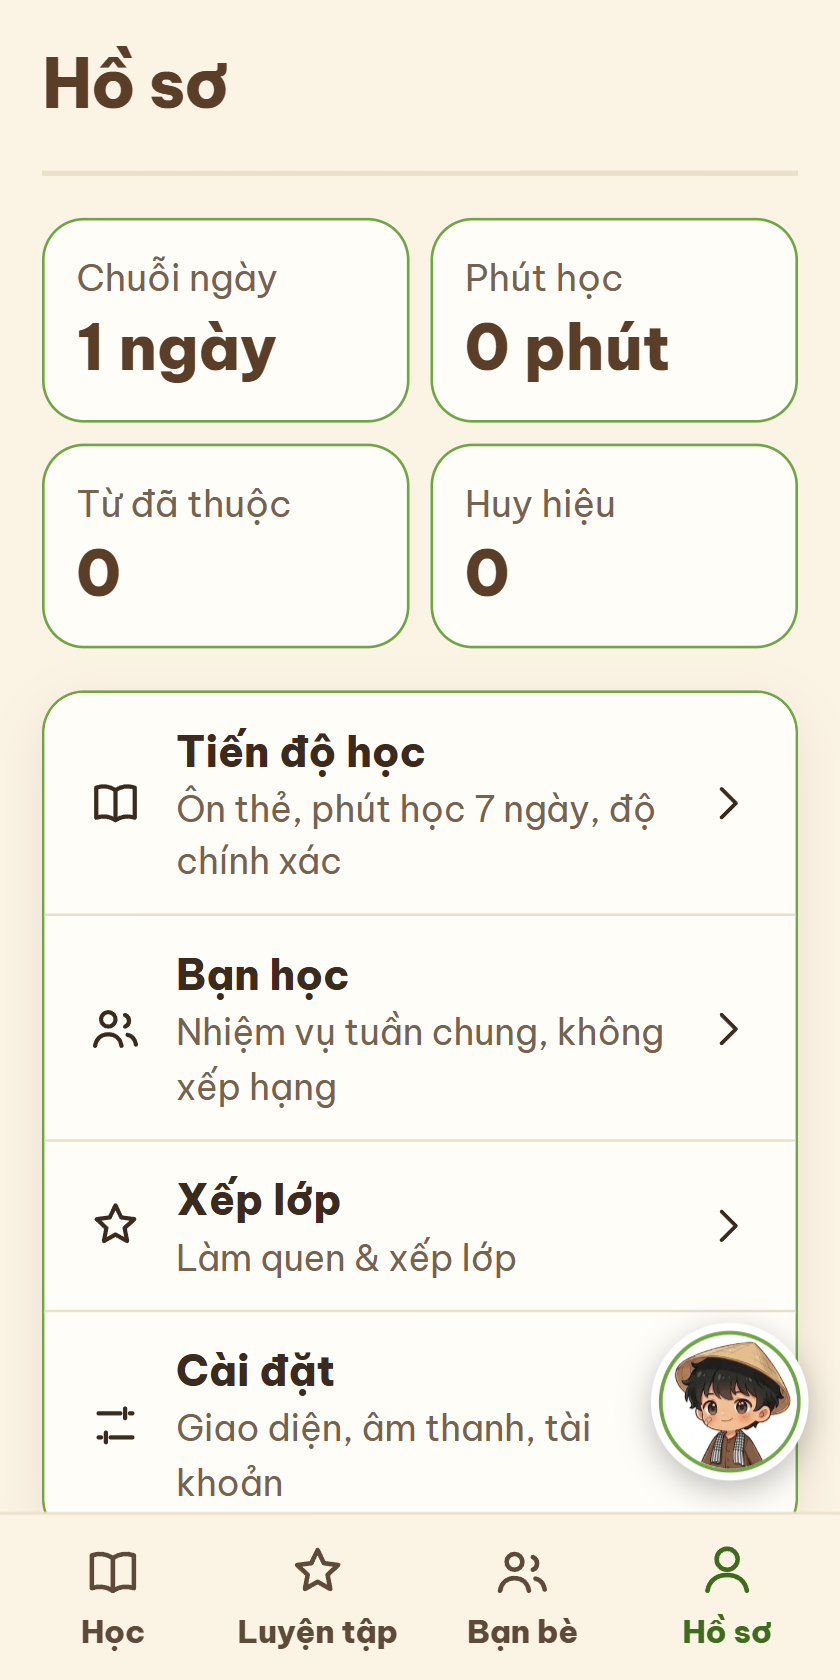 Hồ sơ
Chuỗi ngày
1 ngày
Phút học
0 phút
Từ đã thuộc
0
Huy hiệu
0
Tiến độ học
Ôn thẻ, phút học 7 ngày, độ
chính xác
Bạn học
Nhiệm vụ tuần chung, không
xếp hạng
Xếp lớp
Làm quen & xếp lớp
Cài đặt
Giao diện, âm thanh, tài
khoản
Học
Luyện tập
Bạn bè
Hồ sơ